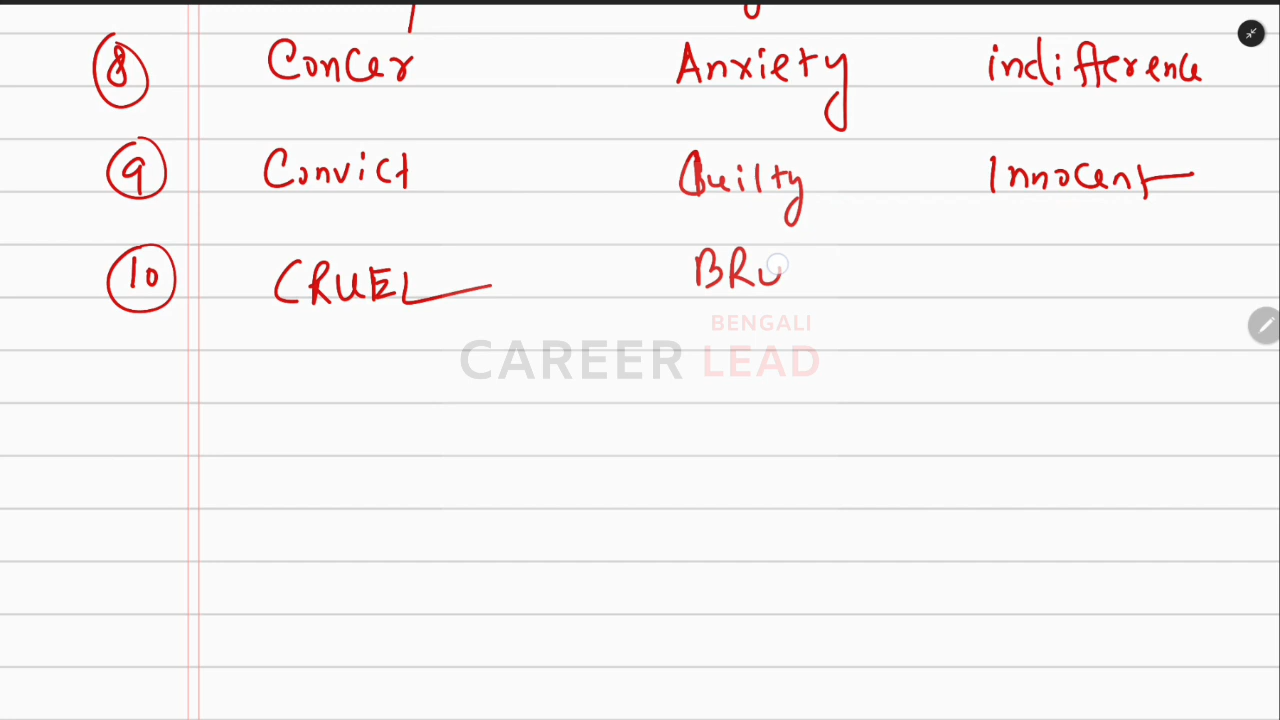 8 Concer Anxiety indifference
9 Convict Guilty Innocent
10 CRUEL BRU
BENGALI
CAREER LEAD